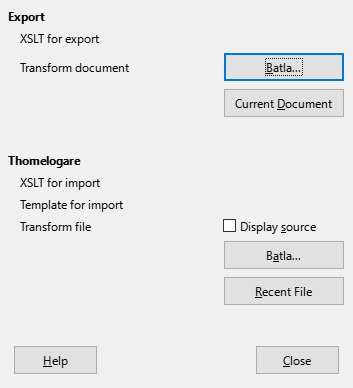 Export
XSLT for export
Transform document
Batla...
Current Document
Thomelogare
XSLT for import
Template for import
Transform file
Display source
Batla...
Recent File
Help
Close